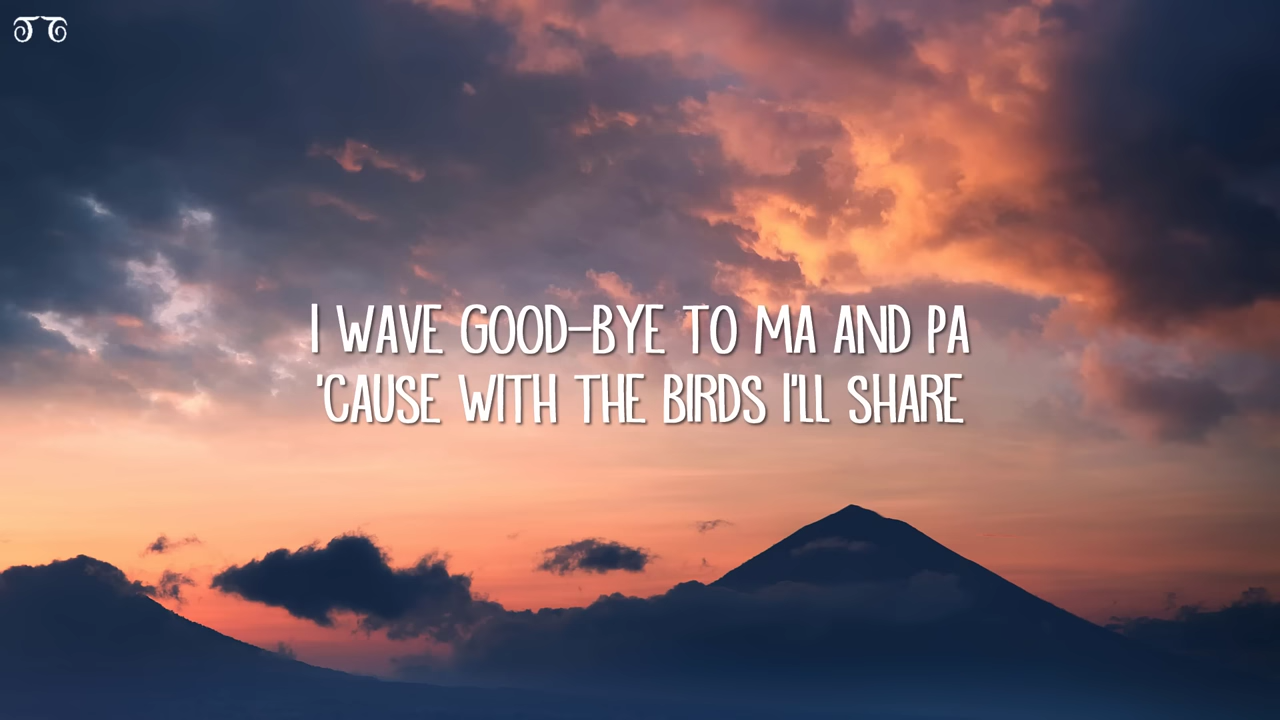 I WAVE GOOD-BYE TO MA AND PA
'CAUSE WITH THE BIRDS I'LL SHARE